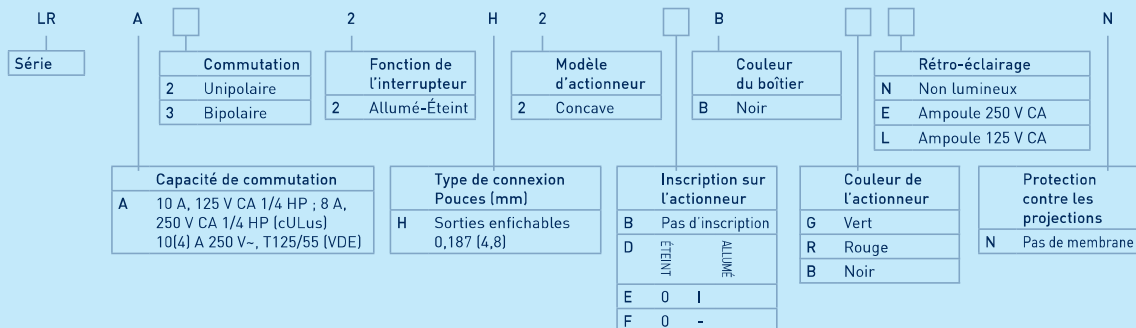 LR A 2 H 2 B N
Série
Commutation
2 Unipolaire
3 Bipolaire
Fonction de
l'interrupteur
2 Allumé-Éteint
Modèle
d'actionneur
2 Concave
Couleur
du boîtier
B Noir
Rétro-éclairage
N Non lumineux
E Ampoule 250 V CA
L Ampoule 125 V CA
Capacité de commutation
A 10 A, 125 V CA 1/4 HP ; 8 A,
250 V CA 1/4 HP (cULus)
10(4) A 250 V~, T125/55 (VDE)
Type de connexion
Pouces (mm)
H Sorties enfichables
0,187 (4,8)
Inscription sur
l'actionneur
B Pas d'inscription
D ÉTEINT ALLUMÉ
E 0 I
F 0 -
Couleur de
l'actionneur
G Vert
R Rouge
B Noir
Protection
contre les
projections
N Pas de membrane